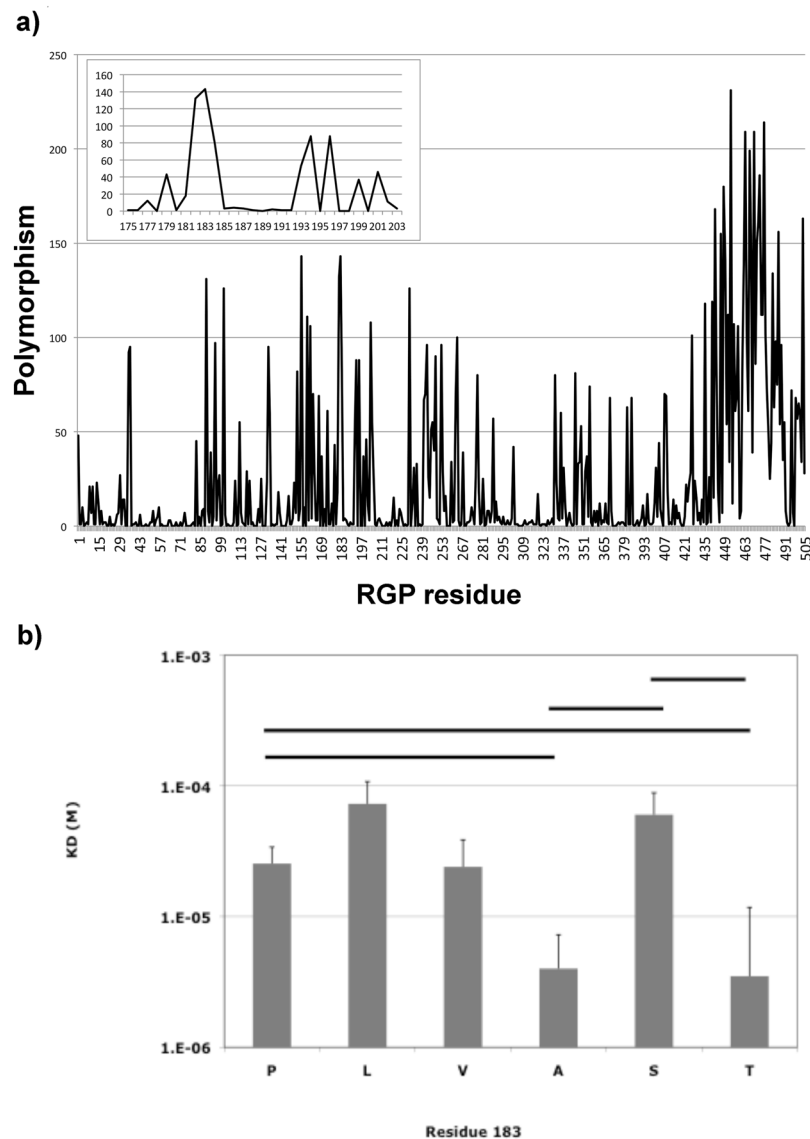 a)
250
200
150
100
50
0
Polymorphism
160
140
120
100
80
60
40
20
0
175 177 179 181 183 185 187 189 191 193 195 197 199 201 203
1 15 29 43 57 71 85 99 113 127 141 155 169 183 197 211 225 239 253 267 281 295 309 323 337 351 365 379 393 407 421 435 449 463 477 491 505
RGP residue
b)
1.E-03
1.E-04
1.E-05
1.E-06
KD (M)
P L V A S T
Residue 183